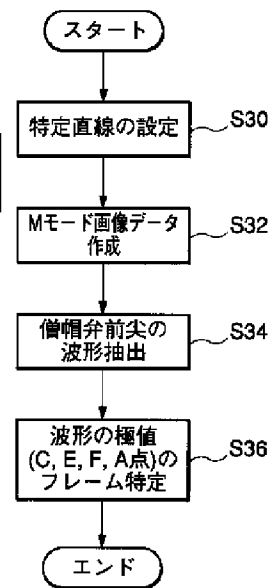 スタート
特定直線の設定
S30
Mモード画像データ
作成
S32
僧帽弁前尖の
波形抽出
S34
波形の極値
(C, E, F, A点)の
フレーム特定
S36
エンド